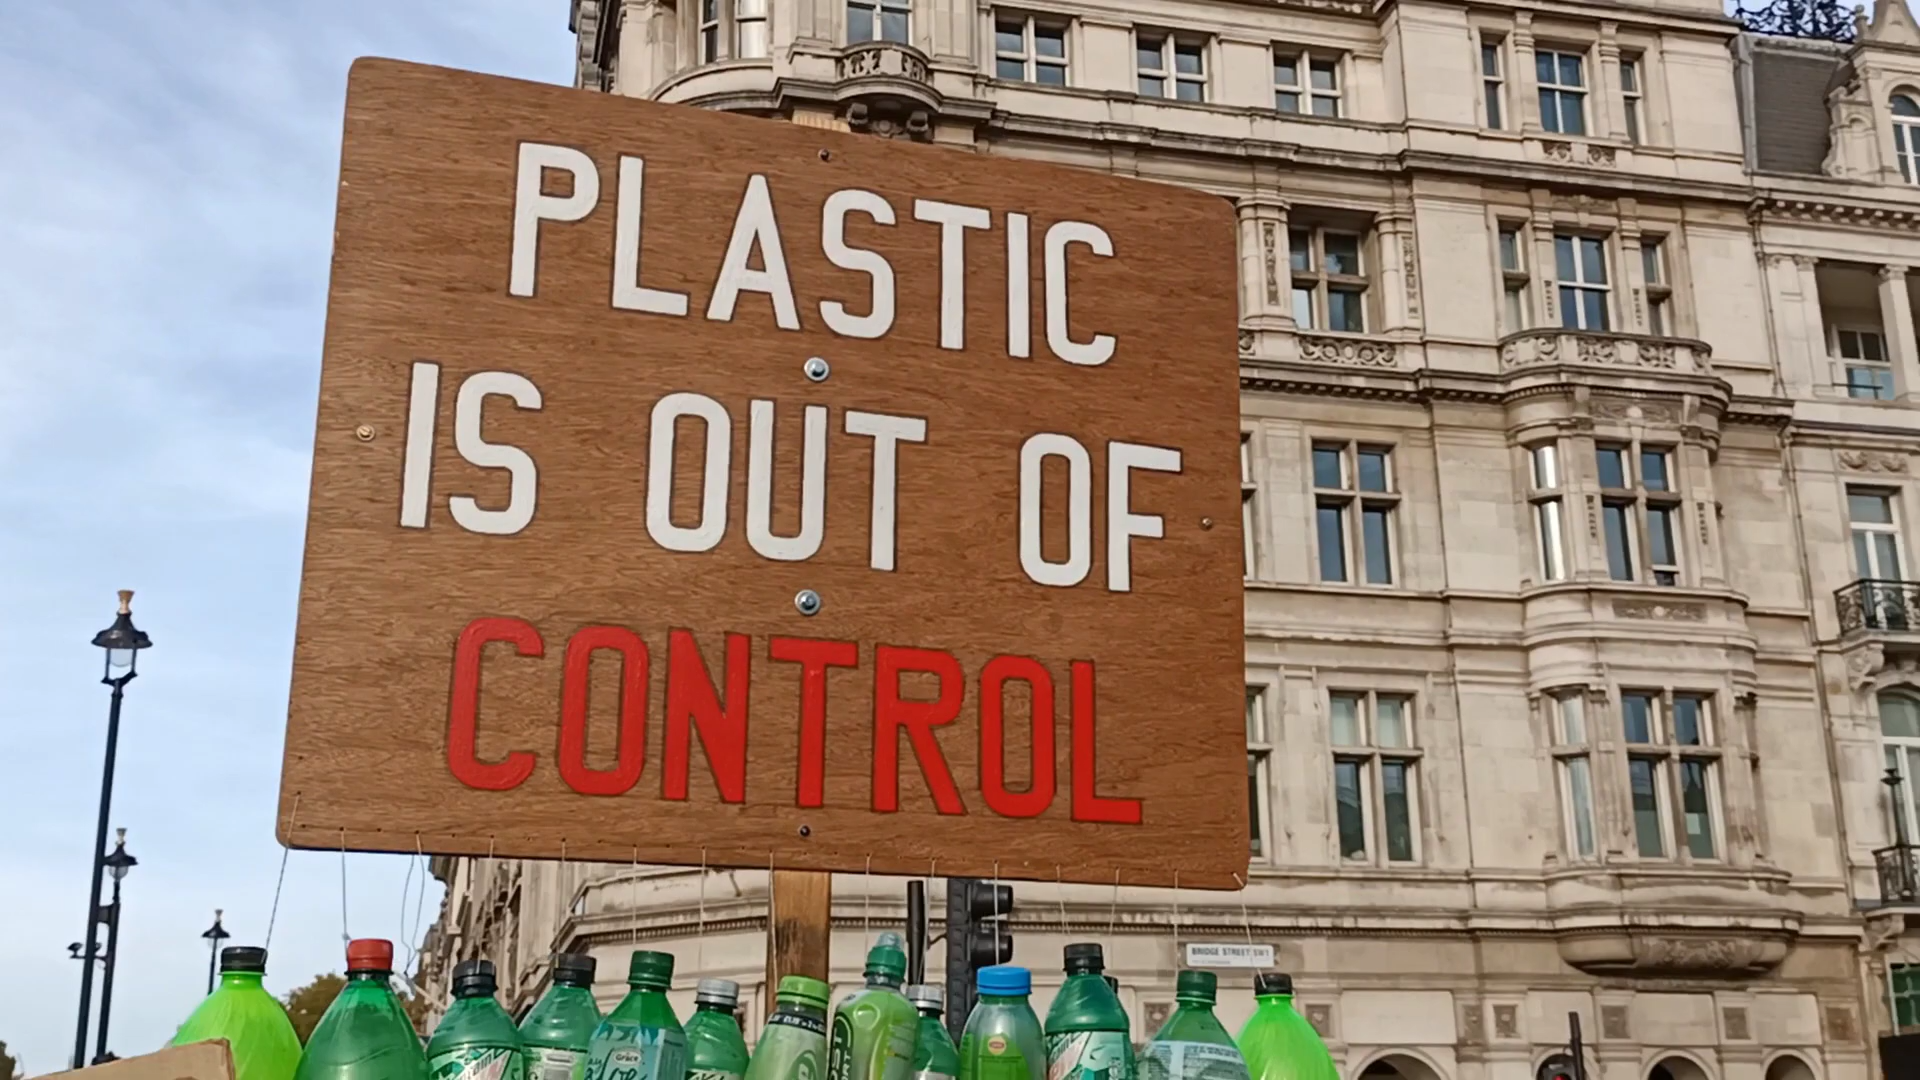 PLASTIC
IS OUT OF
CONTROL
BRIDGE STREET SW1